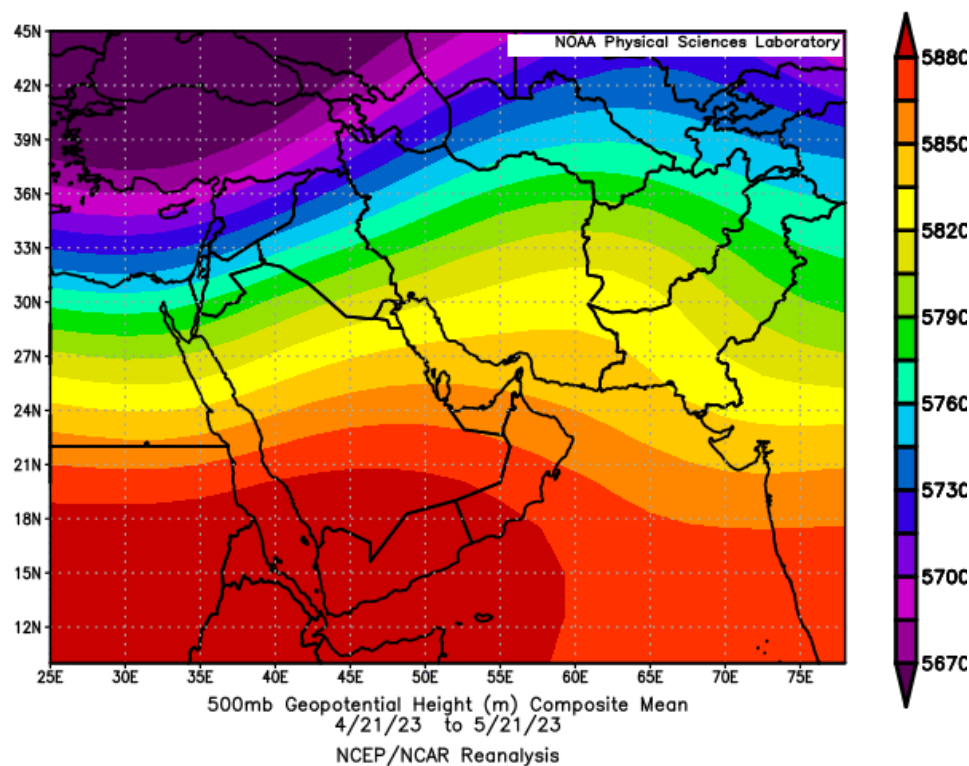 45N
42N
39N
36N
33N
30N
27N
24N
21N
18N
15N
12N
NOAA Physical Sciences Laboratory
5880
5850
5820
5790
5760
5730
5700
5670
25E 30E 35E 40E 45E 50E 55E 60E 65E 70E 75E
500mb Geopotential Height (m) Composite Mean
4/21/23 to 5/21/23
NCEP/NCAR Reanalysis